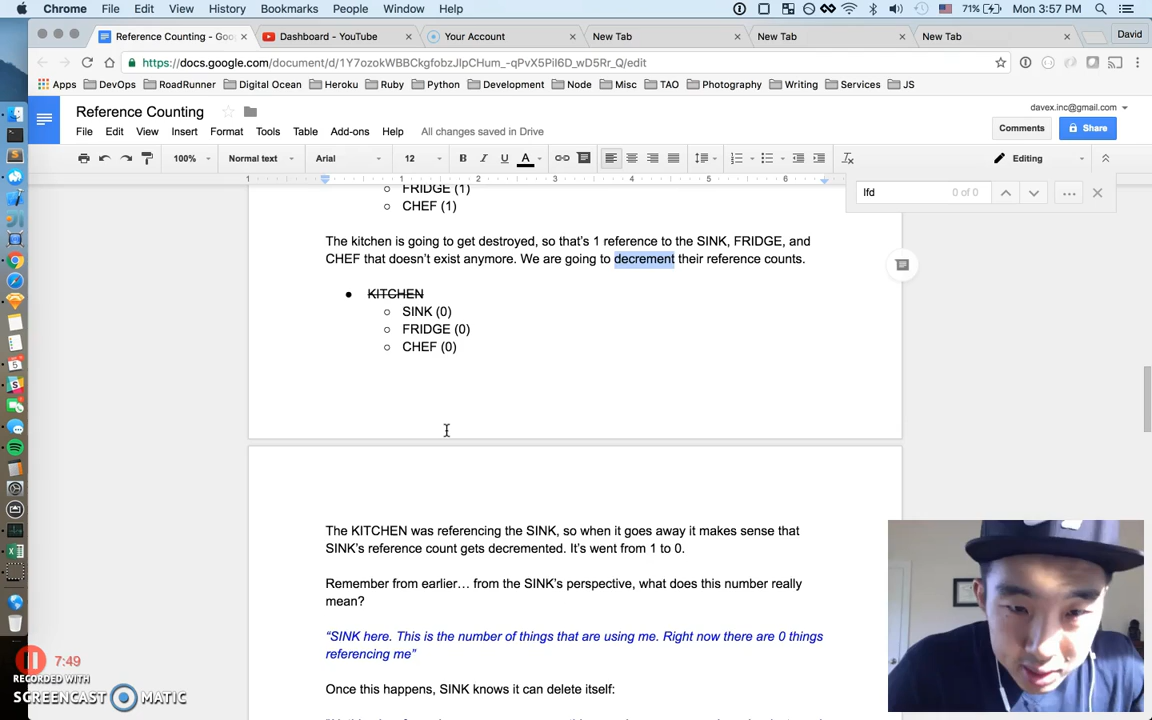 Chrome File Edit View History Bookmarks People Window Help 71% Mon 3:57 PM
Reference Counting - Goo Dashboard - YouTube Your Account New Tab New Tab New Tab David
https://docs.google.com/document/d/1Y7ozokWBBCkgfobzJlpCHum_-qPvX5Pil6D_wD5Rr_Q/edit
Apps DevOps RoadRunner Digital Ocean Heroku Ruby Python Development Node Misc TAO Photography Writing Services JS
Reference Counting
davex.inc@gmail.com
File Edit View Insert Format Tools Table Add-ons Help All changes saved in Drive
Comments Share
100% Normal text Arial 12 B I U A Editing
1 1 2 3 4 5 6
lfd 0 of 0
FRIDGE (1)
CHEF (1)
The kitchen is going to get destroyed, so that's 1 reference to the SINK, FRIDGE, and
CHEF that doesn't exist anymore. We are going to decrement their reference counts.
KITCHEN
SINK (0)
FRIDGE (0)
CHEF (0)
The KITCHEN was referencing the SINK, so when it goes away it makes sense that
SINK's reference count gets decremented. It's went from 1 to 0.
Remember from earlier… from the SINK's perspective, what does this number really
mean?
“SINK here. This is the number of things that are using me. Right now there are 0 things
referencing me”
Once this happens, SINK knows it can delete itself:
7:49
RECORDED WITH
SCREENCAST MATIC